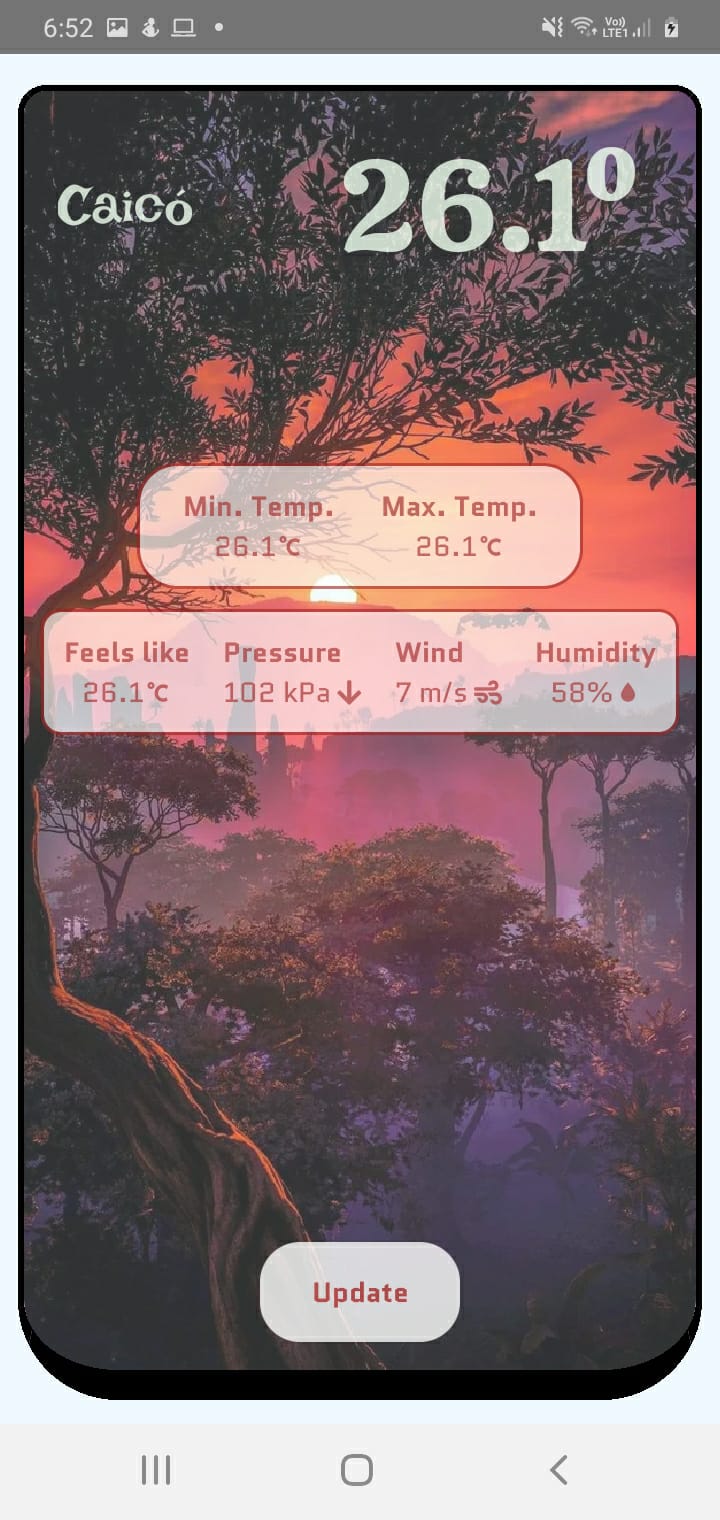 6:52
Vo)) LTE1
Caicó
26.1º
Min. Temp. Max. Temp.
26.1℃ 26.1℃
Feels like Pressure Wind Humidity
26.1℃ 102 kPa 7 m/s 58%
Update